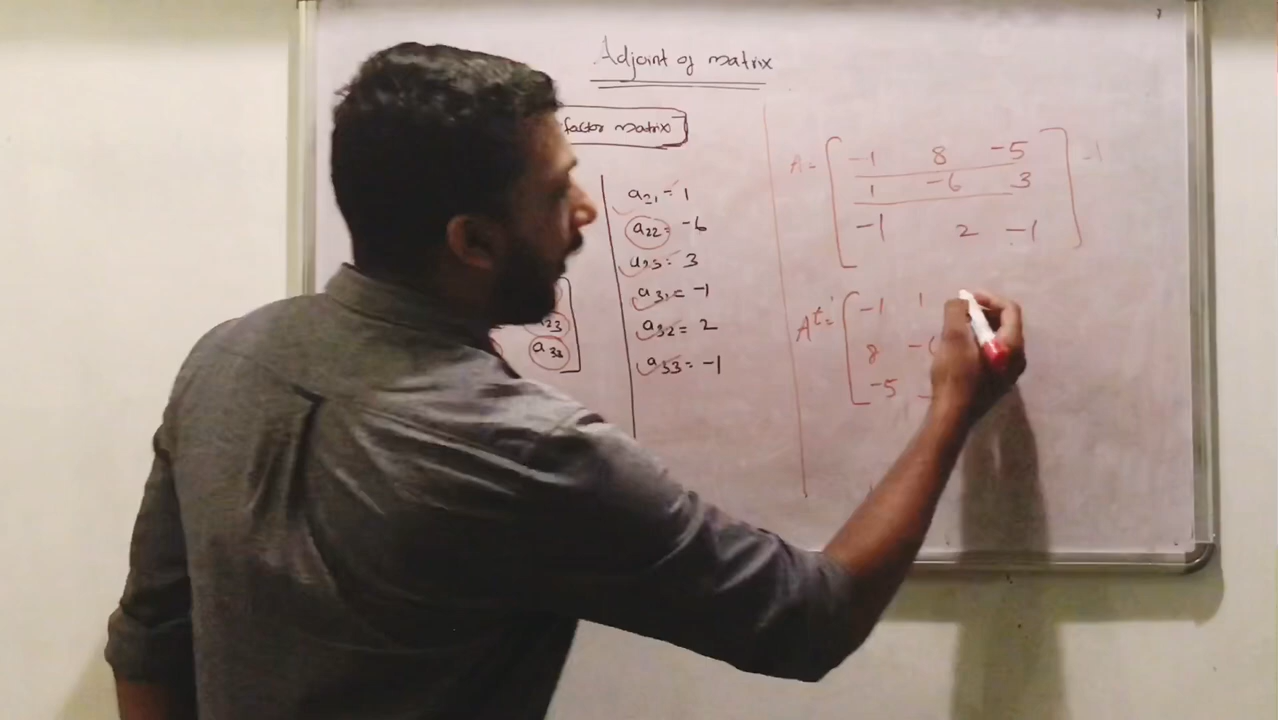 Adjoint of matrix
factor matrix
a21 = 1
a22 = -6
a23 = 3
a31 = -1
a32 = 2
a33 = -1
a23
a33
A = -1 8 -5
1 -6 3
-1 2 -1
-1
A^t = -1 1
8
-5